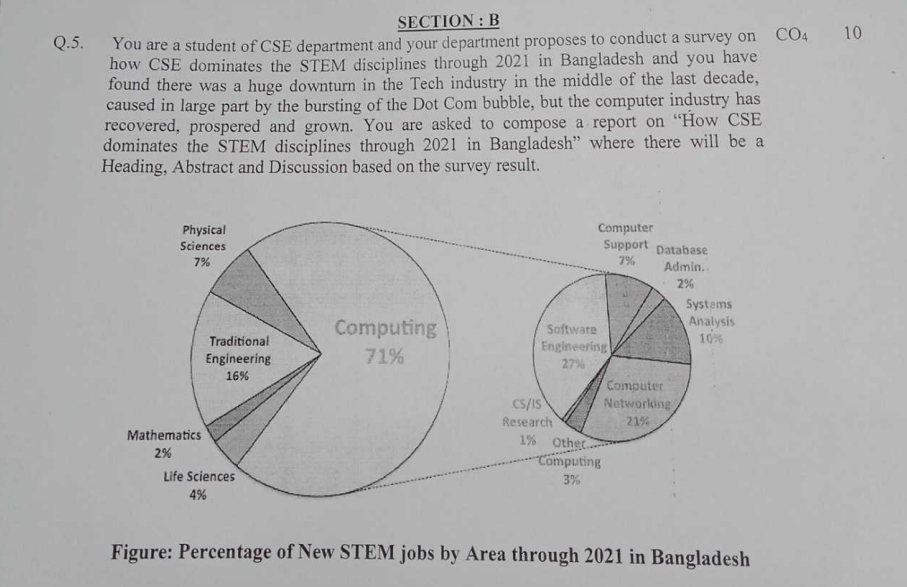 SECTION : B
Q.5. You are a student of CSE department and your department proposes to conduct a survey on CO4 10
how CSE dominates the STEM disciplines through 2021 in Bangladesh and you have
found there was a huge downturn in the Tech industry in the middle of the last decade,
caused in large part by the bursting of the Dot Com bubble, but the computer industry has
recovered, prospered and grown. You are asked to compose a report on “How CSE
dominates the STEM disciplines through 2021 in Bangladesh” where there will be a
Heading, Abstract and Discussion based on the survey result.
Physical
Sciences
7%
Traditional
Engineering
16%
Mathematics
2%
Life Sciences
4%
Computing
71%
Computer
Support
7%
Database
Admin.
2%
Systems
Analysis
10%
Software
Engineering
27%
Computer
Networking
21%
CS/IS
Research
1%
Other
Computing
3%
Figure: Percentage of New STEM jobs by Area through 2021 in Bangladesh